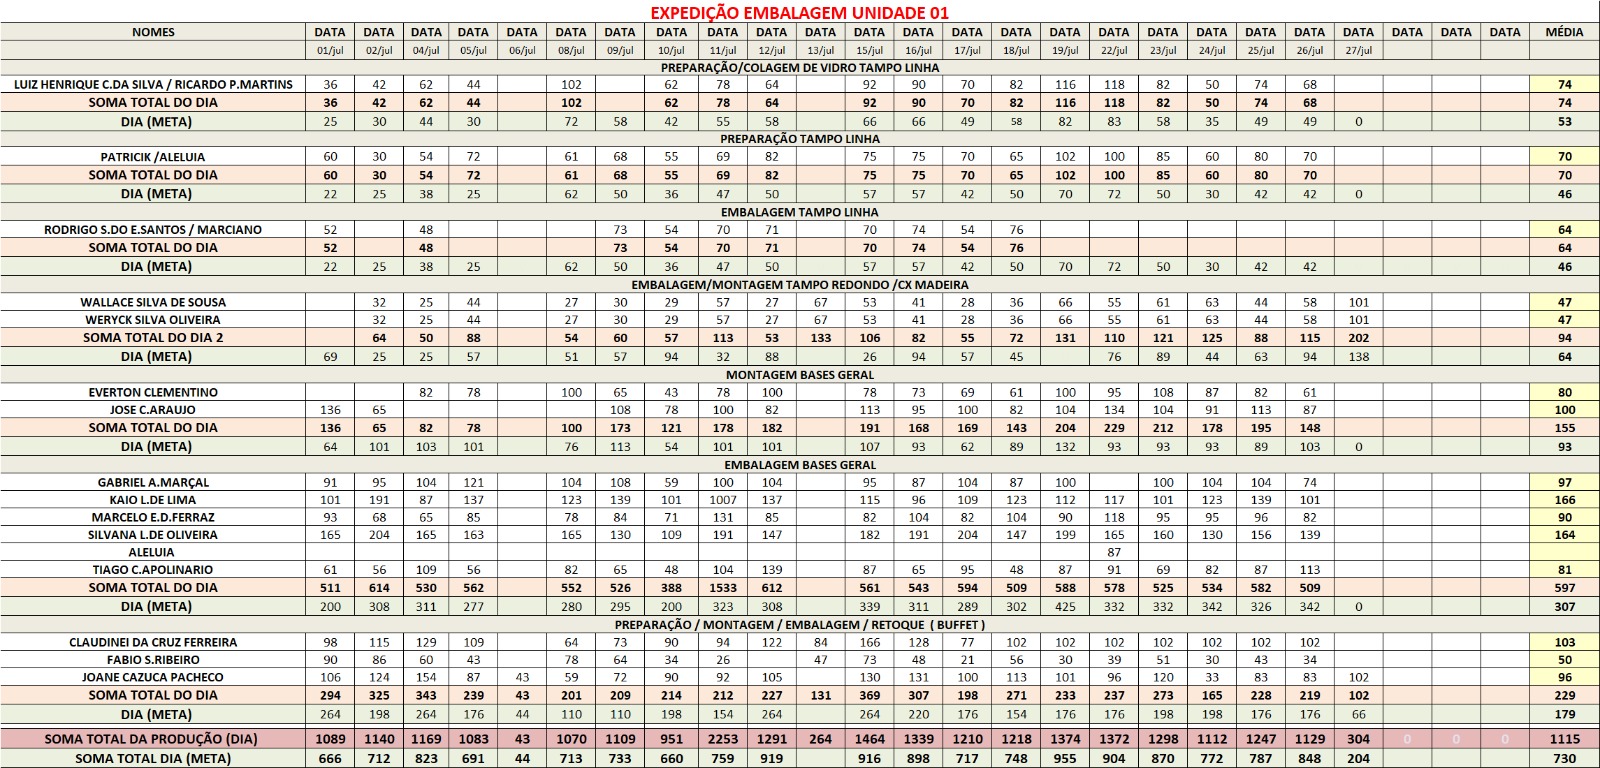 EXPEDIÇÃO EMBALAGEM UNIDADE 01
NOMES DATA DATA DATA DATA DATA DATA DATA DATA DATA DATA DATA DATA DATA DATA DATA DATA DATA DATA DATA DATA DATA DATA DATA DATA DATA MÉDIA
01/jul 02/jul 04/jul 05/jul 06/jul 08/jul 09/jul 10/jul 11/jul 12/jul 13/jul 15/jul 16/jul 17/jul 18/jul 19/jul 22/jul 23/jul 24/jul 25/jul 26/jul 27/jul
PREPARAÇÃO/COLAGEM DE VIDRO TAMPO LINHA
LUIZ HENRIQUE C.DA SILVA / RICARDO P.MARTINS 36 42 62 44 102 62 78 64 92 90 70 82 116 118 82 50 74 68 74
SOMA TOTAL DO DIA 36 42 62 44 102 62 78 64 92 90 70 82 116 118 82 50 74 68 74
DIA (META) 25 30 44 30 72 58 42 55 58 66 66 49 58 82 83 58 35 49 49 0 53
PREPARAÇÃO TAMPO LINHA
PATRICIK /ALELUIA 60 30 54 72 61 68 55 69 82 75 75 70 65 102 100 85 60 80 70 70
SOMA TOTAL DO DIA 60 30 54 72 61 68 55 69 82 75 75 70 65 102 100 85 60 80 70 70
DIA (META) 22 25 38 25 62 50 36 47 50 57 57 42 50 70 72 50 30 42 42 0 46
EMBALAGEM TAMPO LINHA
RODRIGO S.DO E.SANTOS / MARCIANO 52 48 73 54 70 71 70 74 54 76 64
SOMA TOTAL DO DIA 52 48 73 54 70 71 70 74 54 76 64
DIA (META) 22 25 38 25 62 50 36 47 50 57 57 42 50 70 72 50 30 42 42 46
EMBALAGEM/MONTAGEM TAMPO REDONDO /CX MADEIRA
WALLACE SILVA DE SOUSA 32 25 44 27 30 29 57 27 67 53 41 28 36 66 55 61 63 44 58 101 47
WERYCK SILVA OLIVEIRA 32 25 44 27 30 29 57 27 67 53 41 28 36 66 55 61 63 44 58 101 47
SOMA TOTAL DO DIA 2 64 50 88 54 60 57 113 53 133 106 82 55 72 131 110 121 125 88 115 202 94
DIA (META) 69 25 25 57 51 57 94 32 88 26 94 57 45 76 89 44 63 94 138 64
MONTAGEM BASES GERAL
EVERTON CLEMENTINO 82 78 100 65 43 78 100 78 73 69 61 100 95 108 87 82 61 80
JOSE C.ARAUJO 136 65 108 78 100 82 113 95 100 82 104 134 104 91 113 87 100
SOMA TOTAL DO DIA 136 65 82 78 100 173 121 178 182 191 168 169 143 204 229 212 178 195 148 155
DIA (META) 64 101 103 101 76 113 54 101 101 107 93 62 89 132 93 93 93 89 103 0 93
EMBALAGEM BASES GERAL
GABRIEL A.MARÇAL 91 95 104 121 104 108 59 100 104 95 87 104 87 100 100 104 104 74 97
KAIO L.DE LIMA 101 191 87 137 123 139 101 1007 137 115 96 109 123 112 117 101 123 139 101 166
MARCELO E.D.FERRAZ 93 68 65 85 78 84 71 131 85 82 104 82 104 90 118 95 95 96 82 90
SILVANA L.DE OLIVEIRA 165 204 165 163 165 130 109 191 147 182 191 204 147 199 165 160 130 156 139 164
ALELUIA 87
TIAGO C.APOLINARIO 61 56 109 56 82 65 48 104 139 87 65 95 48 87 91 69 82 87 113 81
SOMA TOTAL DO DIA 511 614 530 562 552 526 388 1533 612 561 543 594 509 588 578 525 534 582 509 597
DIA (META) 200 308 311 277 280 295 200 323 308 339 311 289 302 425 332 332 342 326 342 0 307
PREPARAÇÃO / MONTAGEM / EMBALAGEM / RETOQUE ( BUFFET )
CLAUDINEI DA CRUZ FERREIRA 98 115 129 109 64 73 90 94 122 84 166 128 77 102 102 102 102 102 102 102 103
FABIO S.RIBEIRO 90 86 60 43 78 64 34 26 47 73 48 21 56 30 39 51 30 43 34 50
JOANE CAZUCA PACHECO 106 124 154 87 43 59 72 90 92 105 130 131 100 113 101 96 120 33 83 83 102 96
SOMA TOTAL DO DIA 294 325 343 239 43 201 209 214 212 227 131 369 307 198 271 233 237 273 165 228 219 102 229
DIA (META) 264 198 264 176 44 110 110 198 154 264 264 220 176 154 176 176 198 198 176 176 66 179
SOMA TOTAL DA PRODUÇÃO (DIA) 1089 1140 1169 1083 43 1070 1109 951 2253 1291 264 1464 1339 1210 1218 1374 1372 1298 1112 1247 1129 304 0 0 0 1115
SOMA TOTAL DIA (META) 666 712 823 691 44 713 733 660 759 919 916 898 717 748 955 904 870 772 787 848 204 730